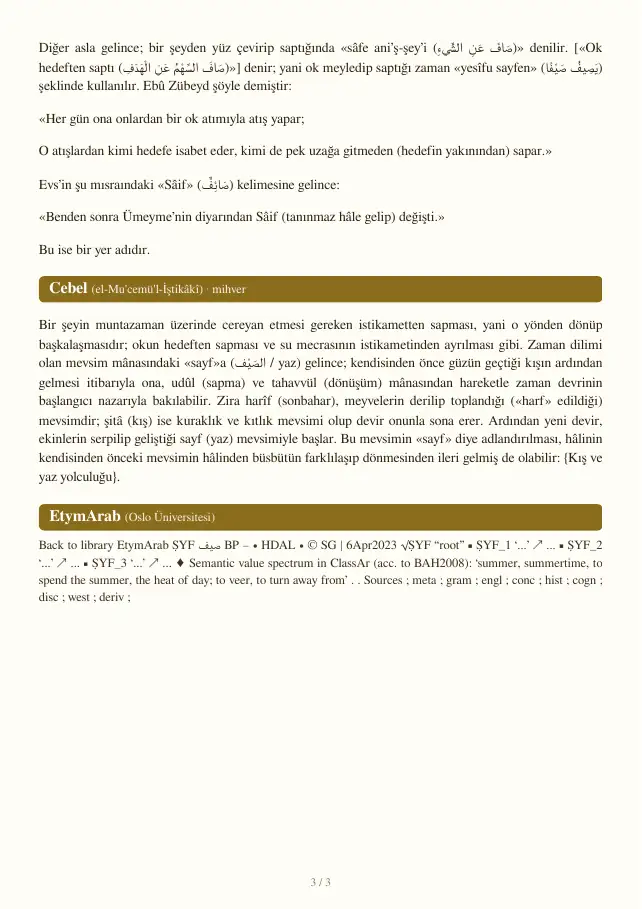 Diğer asla gelince; bir şeyden yüz çevirip saptığında «sâfe ani’ş-şey’i (صَافَ عَنِ الشَّيءِ)» denilir. [«Ok
hedeften saptı (صَافَ السَّهْمُ عَنِ الْهَدَفِ)»] denir; yani ok meyledip saptığı zaman «yesîfu sayfen» (يَصِيفُ صَيْفًا)
şeklinde kullanılır. Ebû Zübeyd şöyle demiştir:
«Her gün ona onlardan bir ok atımıyla atış yapar;
O atışlardan kimi hedefe isabet eder, kimi de pek uzağa gitmeden (hedefin yakınından) sapar.»
Evs’in şu mısraındaki «Sâif» (صَائِفٌ) kelimesine gelince:
«Benden sonra Ümeyme’nin diyarından Sâif (tanınmaz hâle gelip) değişti.»
Bu ise bir yer adıdır.
Cebel (el-Mu'cemü'l-İştikâkî) · mihver
Bir şeyin muntazaman üzerinde cereyan etmesi gereken istikametten sapması, yani o yönden dönüp
başkalaşmasıdır; okun hedeften sapması ve su mecrasının istikametinden ayrılması gibi. Zaman dilimi
olan mevsim mânasındaki «sayf»a (الصَيْف / yaz) gelince; kendisinden önce güzün geçtiği kışın ardından
gelmesi itibarıyla ona, udûl (sapma) ve tahavvül (dönüşüm) mânasından hareketle zaman devrinin
başlangıcı nazarıyla bakılabilir. Zira harîf (sonbahar), meyvelerin derilip toplandığı («harf» edildiği)
mevsimdir; şitâ (kış) ise kuraklık ve kıtlık mevsimi olup devir onunla sona erer. Ardından yeni devir,
ekinlerin serpilip geliştiği sayf (yaz) mevsimiyle başlar. Bu mevsimin «sayf» diye adlandırılması, hâlinin
kendisinden önceki mevsimin hâlinden büsbütün farklılaşıp dönmesinden ileri gelmiş de olabilir: {Kış ve
yaz yolculuğu}.
EtymArab (Oslo Üniversitesi)
Back to library EtymArab ṢYF صيف BP – • HDAL • © SG | 6Apr2023 √ṢYF “root” ▪ ṢYF_1 ‘...’ ↗ ... ▪ ṢYF_2
‘...’ ↗ ... ▪ ṢYF_3 ‘...’ ↗ ... ♦ Semantic value spectrum in ClassAr (acc. to BAH2008): ‘summer, summertime, to
spend the summer, the heat of day; to veer, to turn away from’ . . Sources ; meta ; gram ; engl ; conc ; hist ; cogn ;
disc ; west ; deriv ;
3 / 3